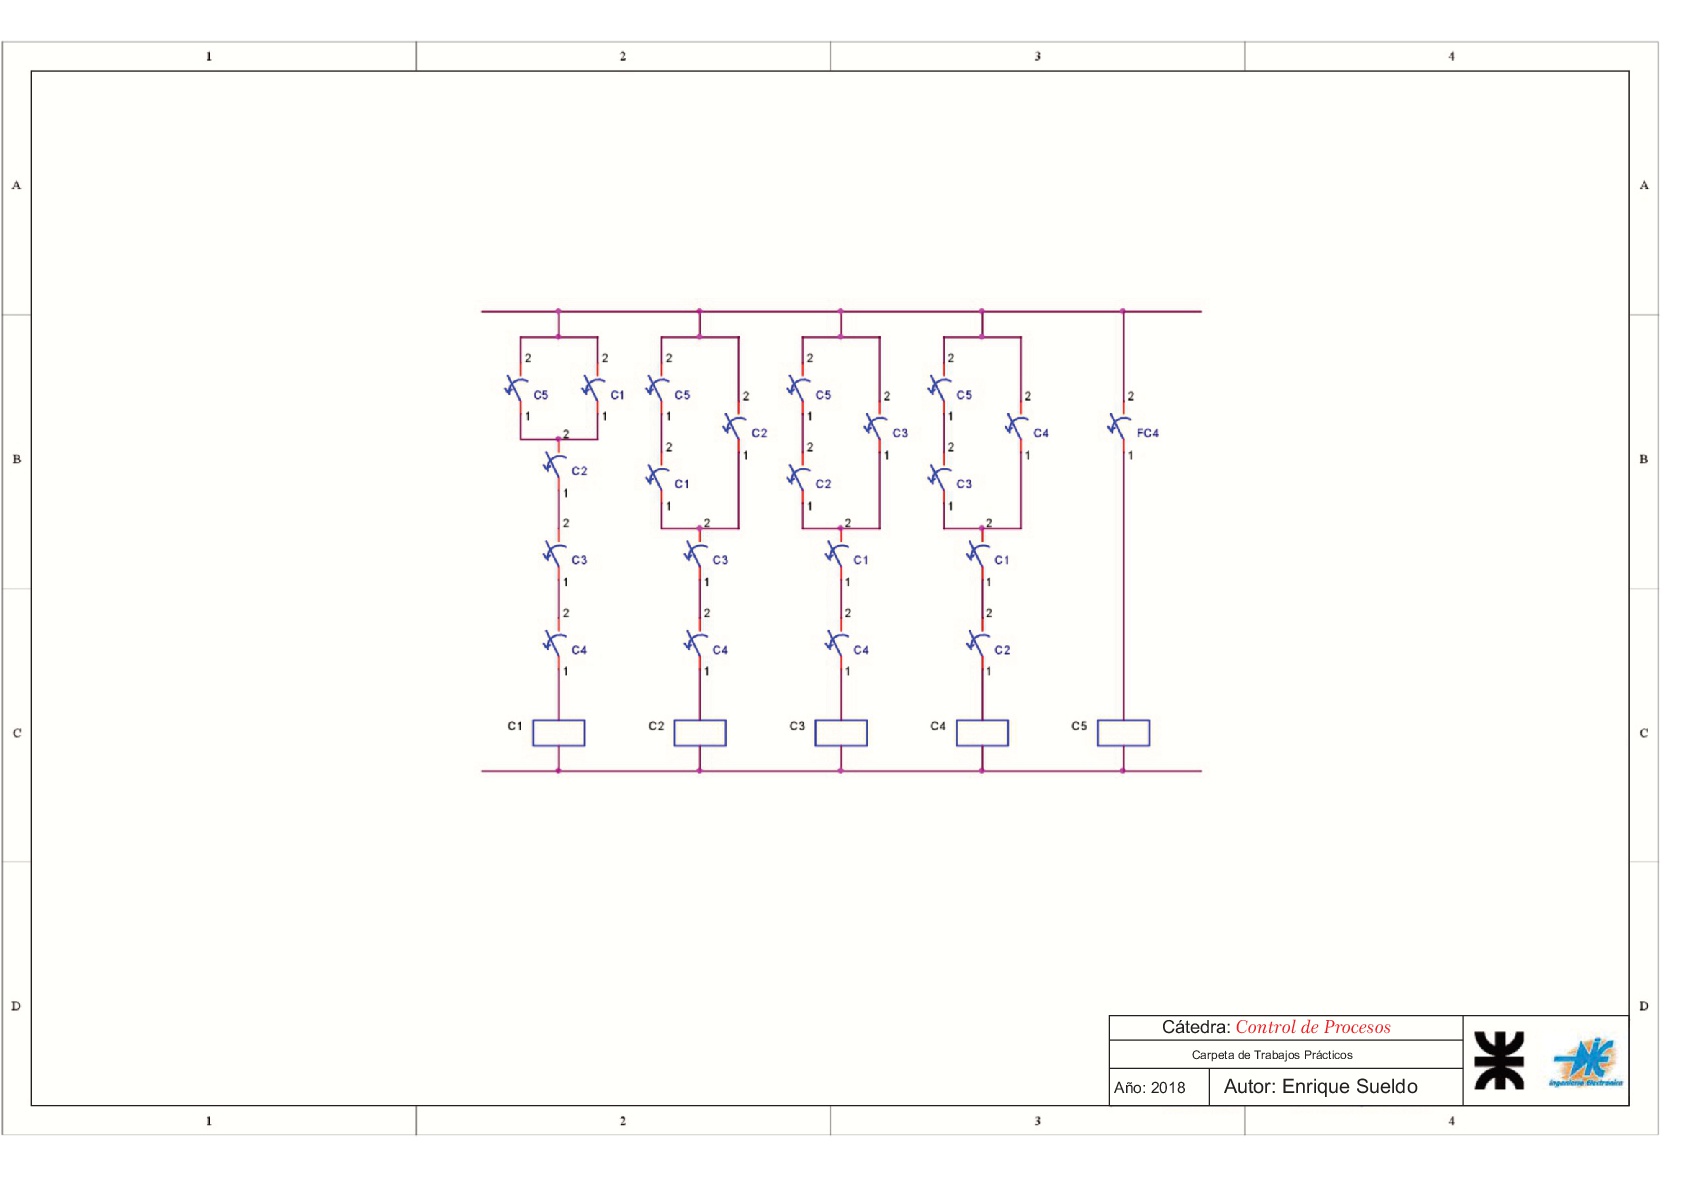 1 2 3 4
A A
2 2 2 2 2
C5 C1 C5 C5 C5
1 1 1 1 1
2 2 2 2
C2 C3 C4 FC4
1 1 1 1
2 2 2 2
C2 C1 C2 C3
1 1 1 1
B B
2 2 2 2
C3 C3 C1 C1
1 1 1 1
2 2 2 2
C4 C4 C4 C2
1 1 1 1
C1 C2 C3 C4 C5
C C
D D
Cátedra: Control de Procesos
Carpeta de Trabajos Prácticos
Año: 2018
Autor: Enrique Sueldo
Ingeniería Electrónica
1 2 3 4